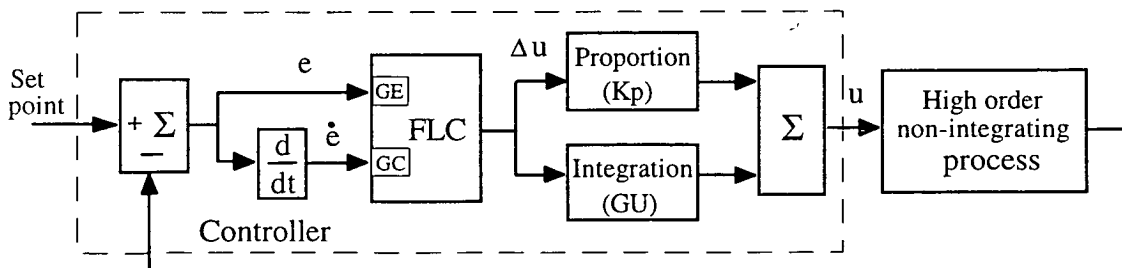 Set
point
+ Σ
−
e
ė
d
dt
GE
GC
FLC
Δu
Proportion
(Kp)
Integration
(GU)
Σ
u
High order
non-integrating
process
Controller